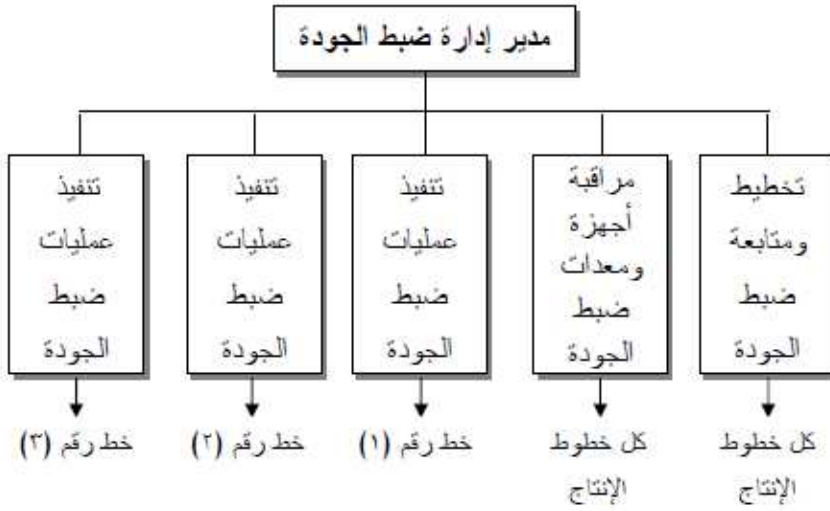 مدير إدارة ضبط الجودة
تخطيط
ومتابعة
ضبط
الجودة
مراقبة
أجهزة
ومعدات
ضبط
الجودة
تنفيذ
عمليات
ضبط
الجودة
تنفيذ
عمليات
ضبط
الجودة
تنفيذ
عمليات
ضبط
الجودة
كل خطوط
الإنتاج
كل خطوط
الإنتاج
خط رقم (١)
خط رقم (٢)
خط رقم (٣)